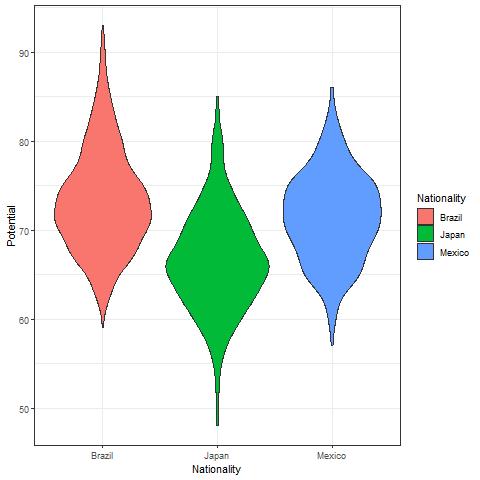 Potential
90
80
70
60
50
Brazil
Japan
Mexico
Nationality
Nationality
Brazil
Japan
Mexico